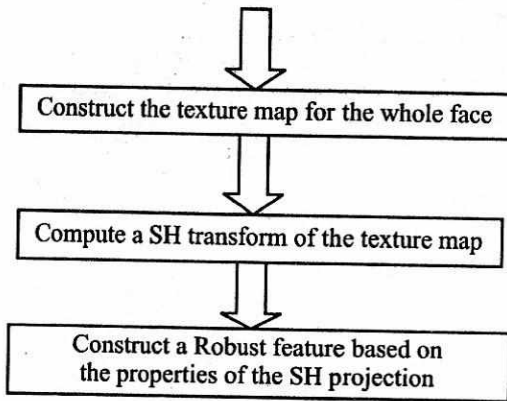 Construct the texture map for the whole face
Compute a SH transform of the texture map
Construct a Robust feature based on
the properties of the SH projection